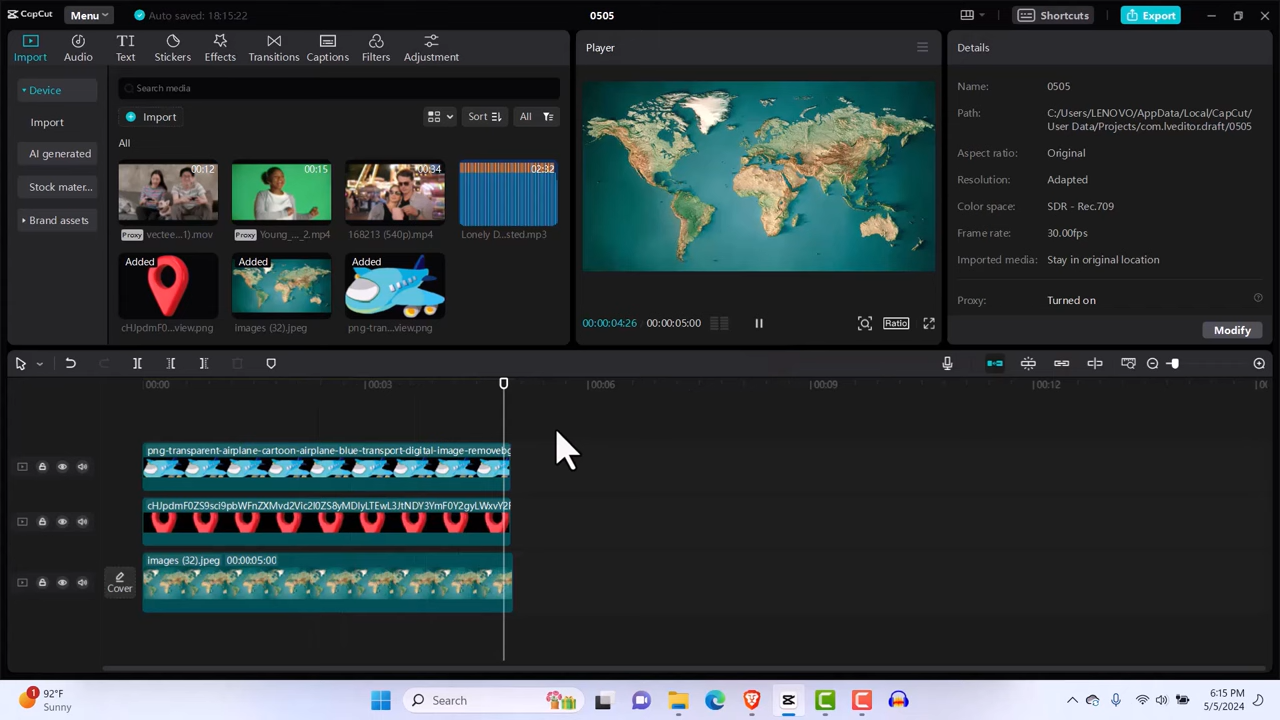 CapCut
Menu
Auto saved: 18:15:22
0505
Shortcuts
Export
Import
Audio
Text
Stickers
Effects
Transitions
Captions
Filters
Adjustment
Device
Import
AI generated
Stock mater...
Brand assets
Search media
Import
Sort
All
All
00:12
00:15
00:34
02:32
Proxy vectee...1).mov
Proxy Young_..._2.mp4
168213 (540p).mp4
Lonely D...sted.mp3
Added
Added
Added
cHJpdmF0...view.png
images (32).jpeg
png-tran...view.png
Player
00:00:04:26
00:00:05:00
Ratio
Details
Name:
0505
Path:
C:/Users/LENOVO/AppData/Local/CapCut/
User Data/Projects/com.lveditor.draft/0505
Aspect ratio:
Original
Resolution:
Adapted
Color space:
SDR - Rec.709
Frame rate:
30.00fps
Imported media:
Stay in original location
Proxy:
Turned on
Modify
00:00
00:03
00:06
00:09
00:12
png-transparent-airplane-cartoon-airplane-blue-transport-digital-image-removebg
Cover
images (32).jpeg 00:00:05:00
92°F
Sunny
1
Search
6:15 PM
5/5/2024